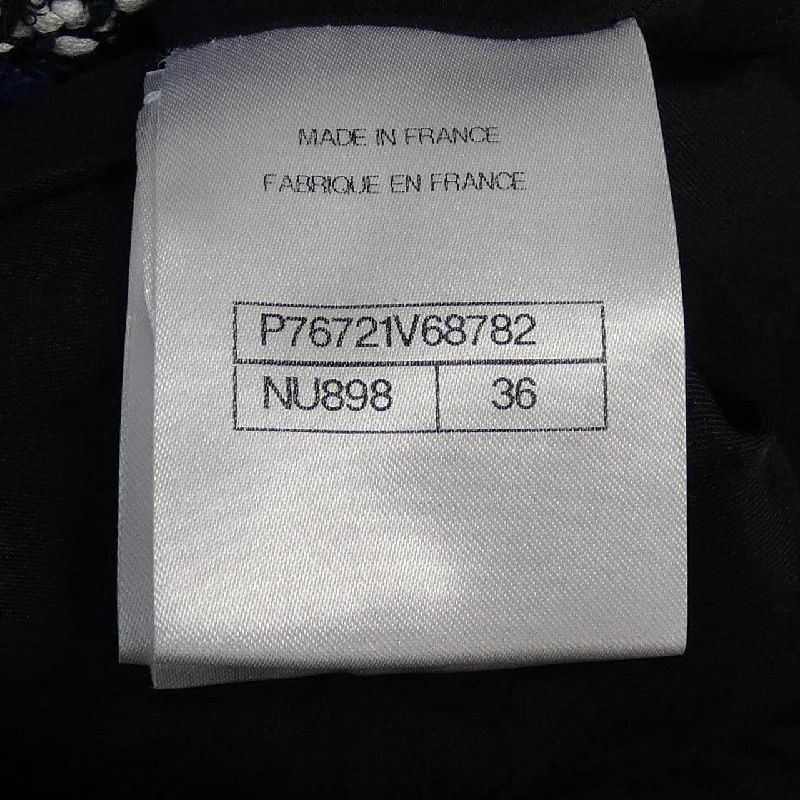 MADE IN FRANCE
FABRIQUE EN FRANCE
P76721V68782
NU898 36